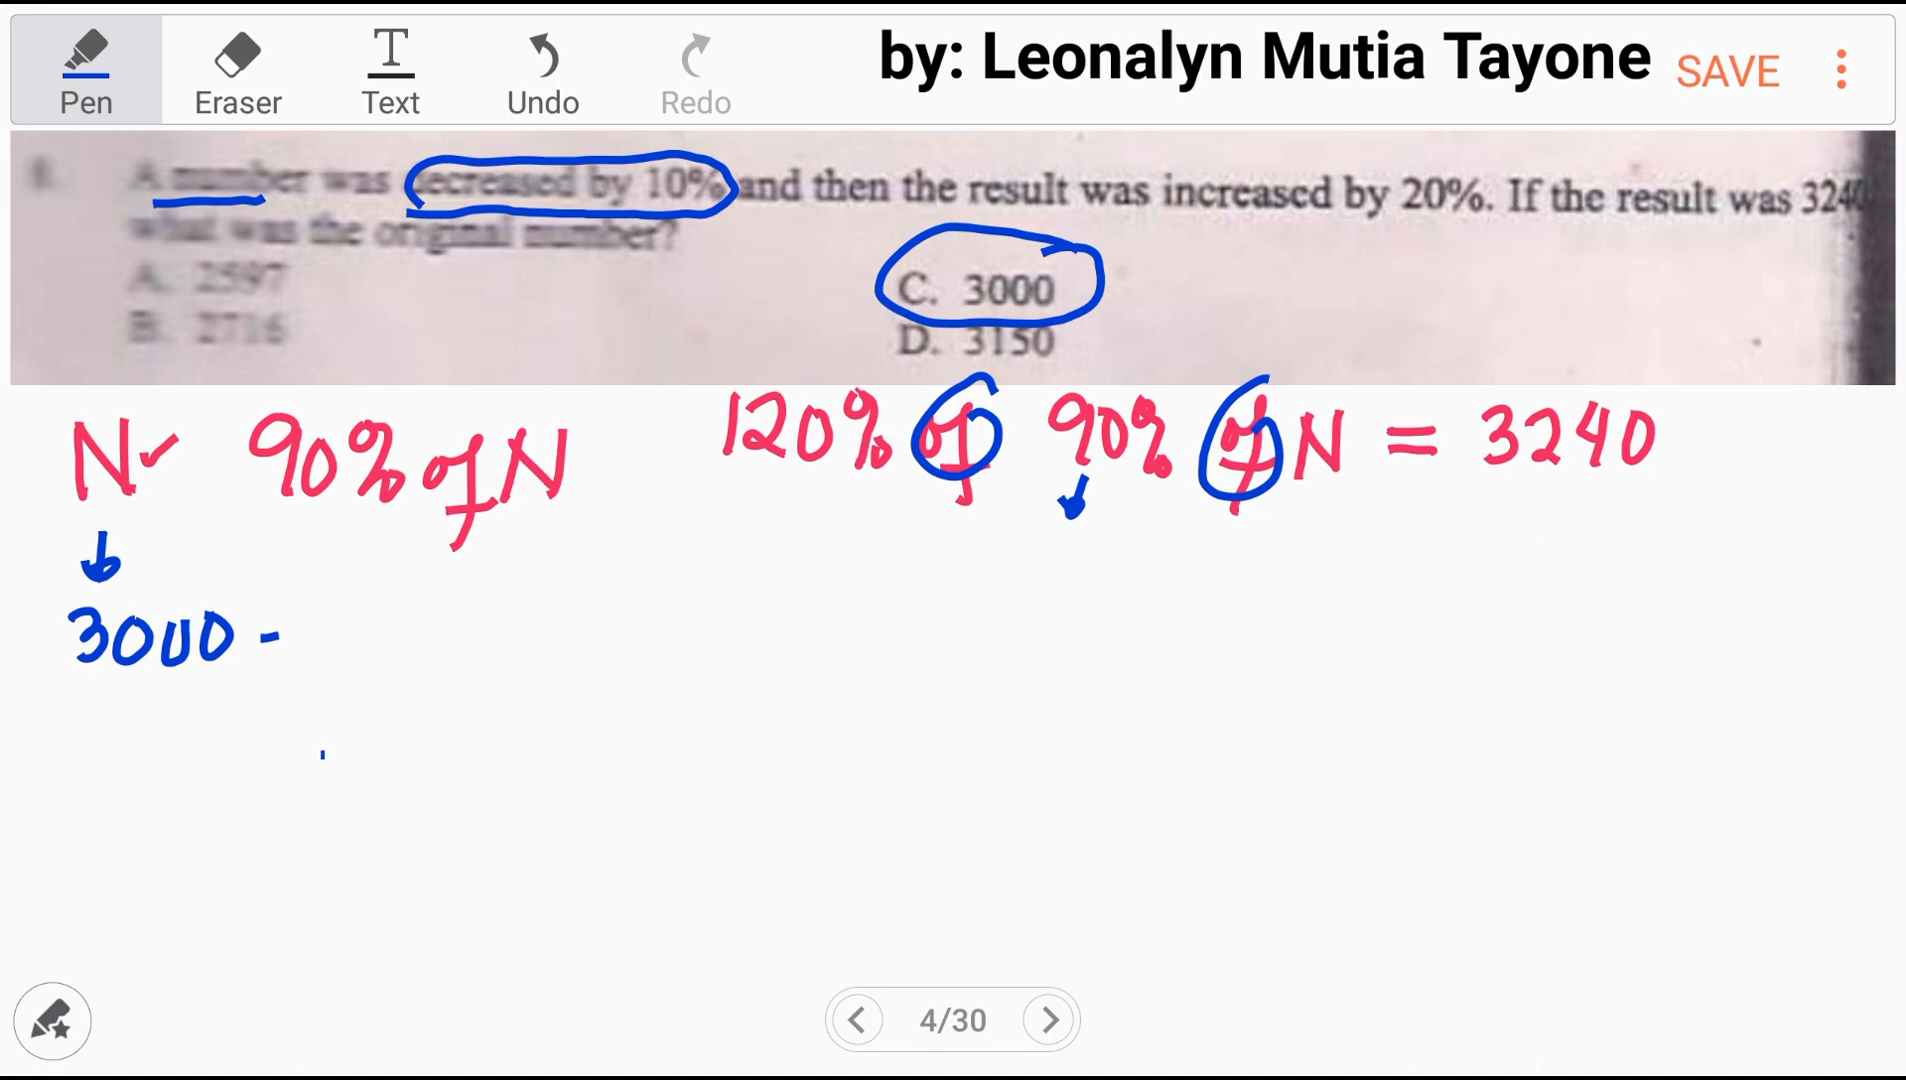 Pen Eraser Text Undo Redo by: Leonalyn Mutia Tayone SAVE
A number was decreased by 10% and then the result was increased by 20%. If the result was 3240
what was the original number?
A. 2597
C. 3000
B. 2716
D. 3150
N 90% of N 120% of 90% of N = 3240
3000 -
4/30